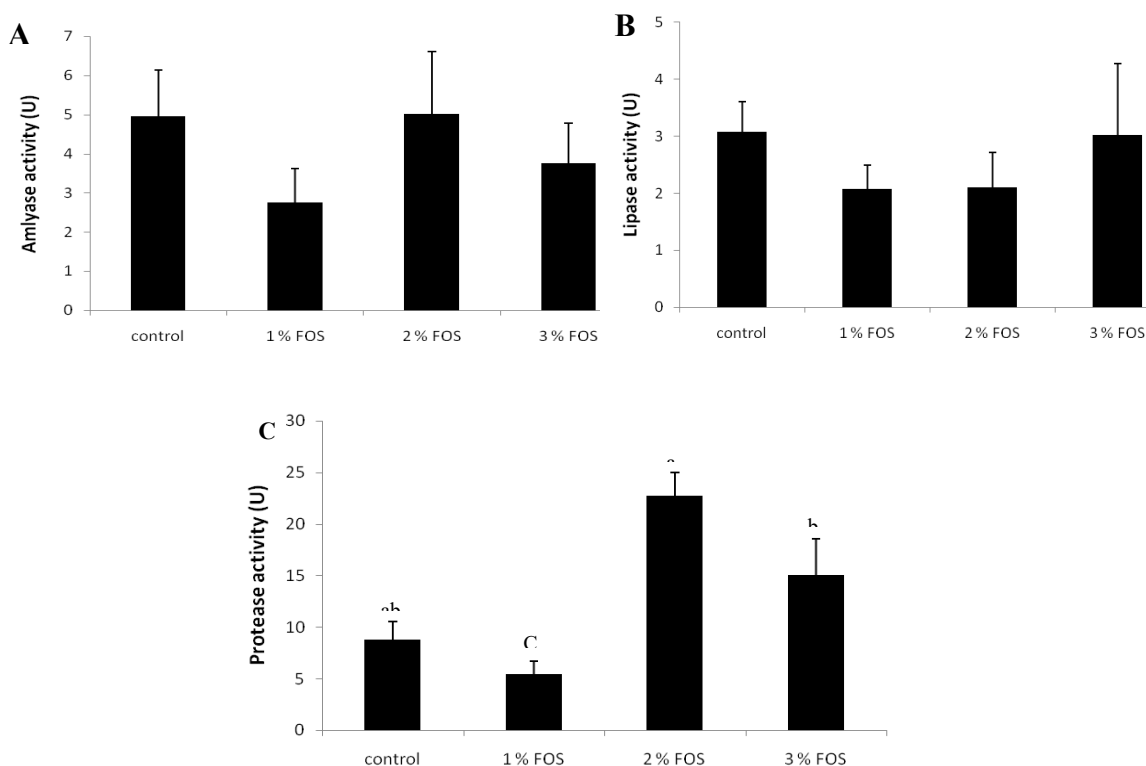 A
Amlyase activity (U)
7
6
5
4
3
2
1
0
control 1 % FOS 2 % FOS 3 % FOS
B
Lipase activity (U)
5
4
3
2
1
0
control 1 % FOS 2 % FOS 3 % FOS
C
Protease activity (U)
30
25
20
15
10
5
0
ab
C
b
control 1 % FOS 2 % FOS 3 % FOS